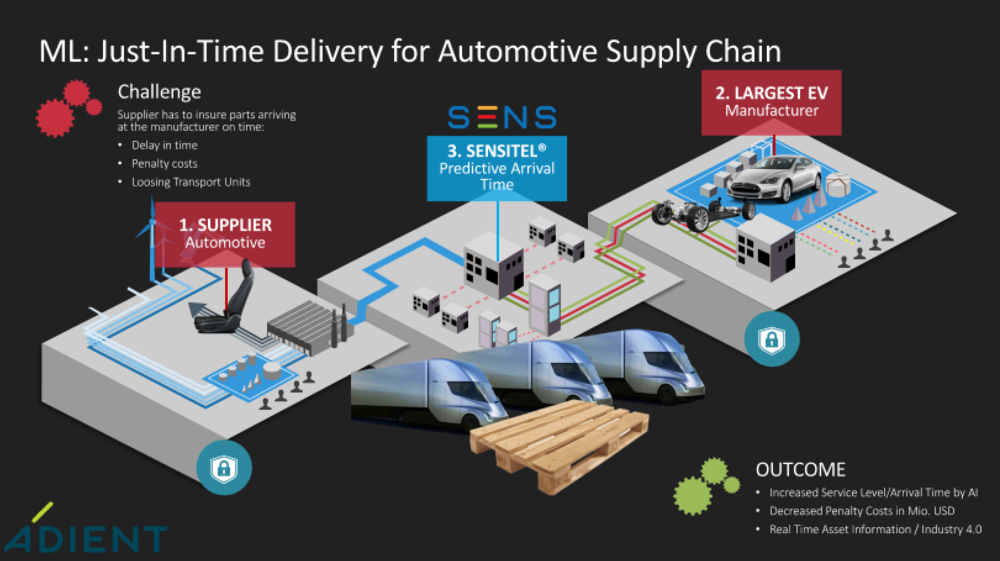 ML: Just-In-Time Delivery for Automotive Supply Chain
Challenge
Supplier has to insure parts arriving
at the manufacturer on time:
• Delay in time
• Penalty costs
• Loosing Transport Units
SENS
3. SENSITEL®
Predictive Arrival
Time
2. LARGEST EV
Manufacturer
1. SUPPLIER
Automotive
OUTCOME
• Increased Service Level/Arrival Time by AI
• Decreased Penalty Costs in Mio. USD
• Real Time Asset Information / Industry 4.0
ADIENT